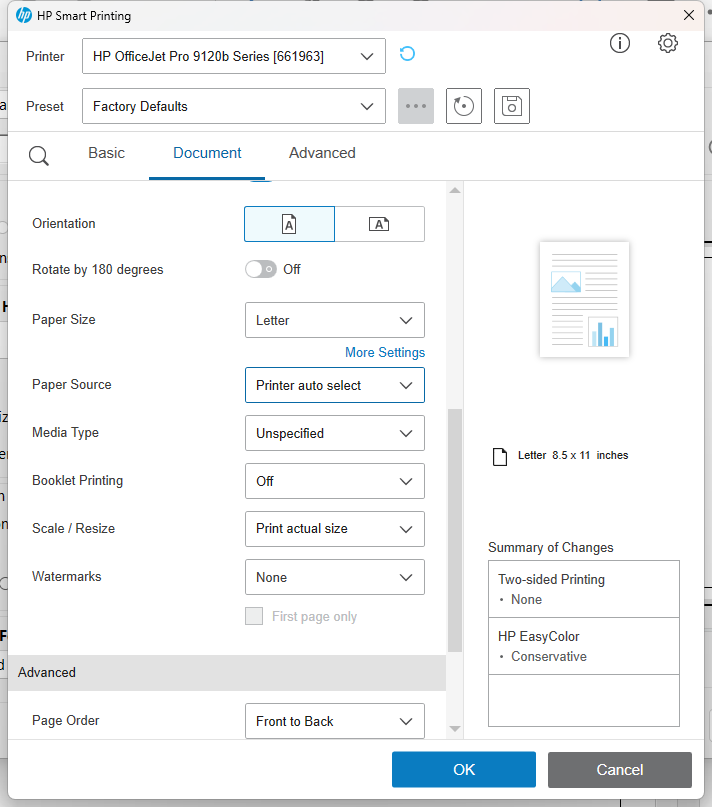 hp HP Smart Printing
Printer HP OfficeJet Pro 9120b Series [661963]
Preset Factory Defaults
Basic Document Advanced
Orientation A A
Rotate by 180 degrees Off
Paper Size Letter
More Settings
Paper Source Printer auto select
Media Type Unspecified
Booklet Printing Off
Scale / Resize Print actual size
Watermarks None
First page only
Advanced
Page Order Front to Back
Letter 8.5 x 11 inches
Summary of Changes
Two-sided Printing
• None
HP EasyColor
• Conservative
OK Cancel